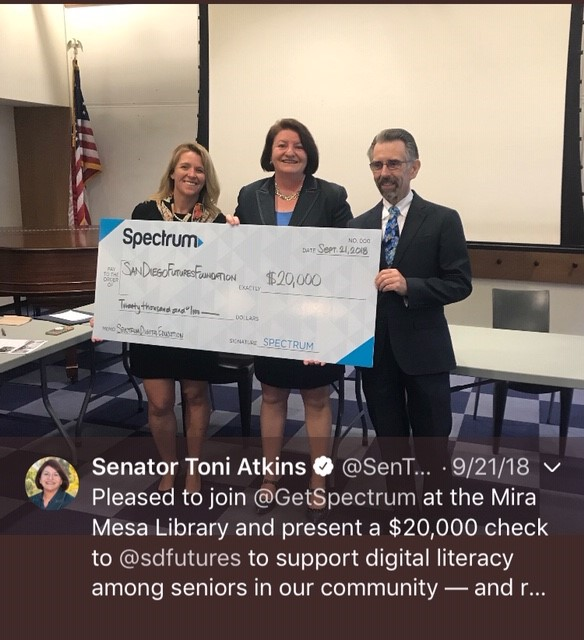 Spectrum
NO. 000
DATE SEPT. 21, 2018
PAY TO THE ORDER OF
SAN DIEGO FUTURES FOUNDATION
EXACTLY $20,000
Twenty thousand and
DOLLARS
MEMO SPECTRUM DIGITAL EDUCATION
SIGNATURE SPECTRUM
Senator Toni Atkins @SenT... · 9/21/18
Pleased to join @GetSpectrum at the Mira
Mesa Library and present a $20,000 check
to @sdfutures to support digital literacy
among seniors in our community — and r...